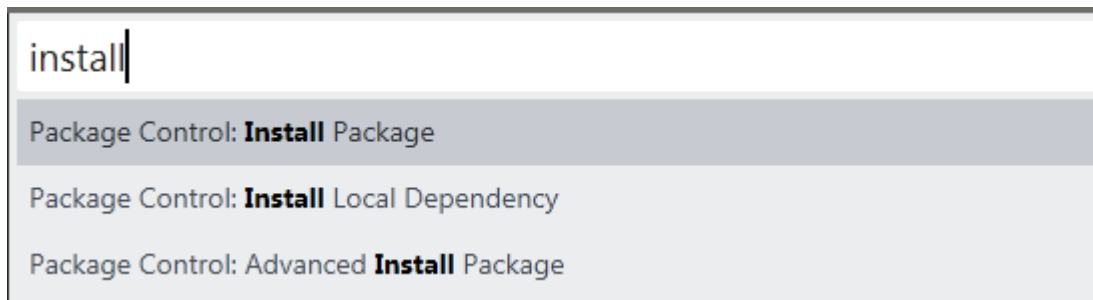 install
Package Control: Install Package
Package Control: Install Local Dependency
Package Control: Advanced Install Package